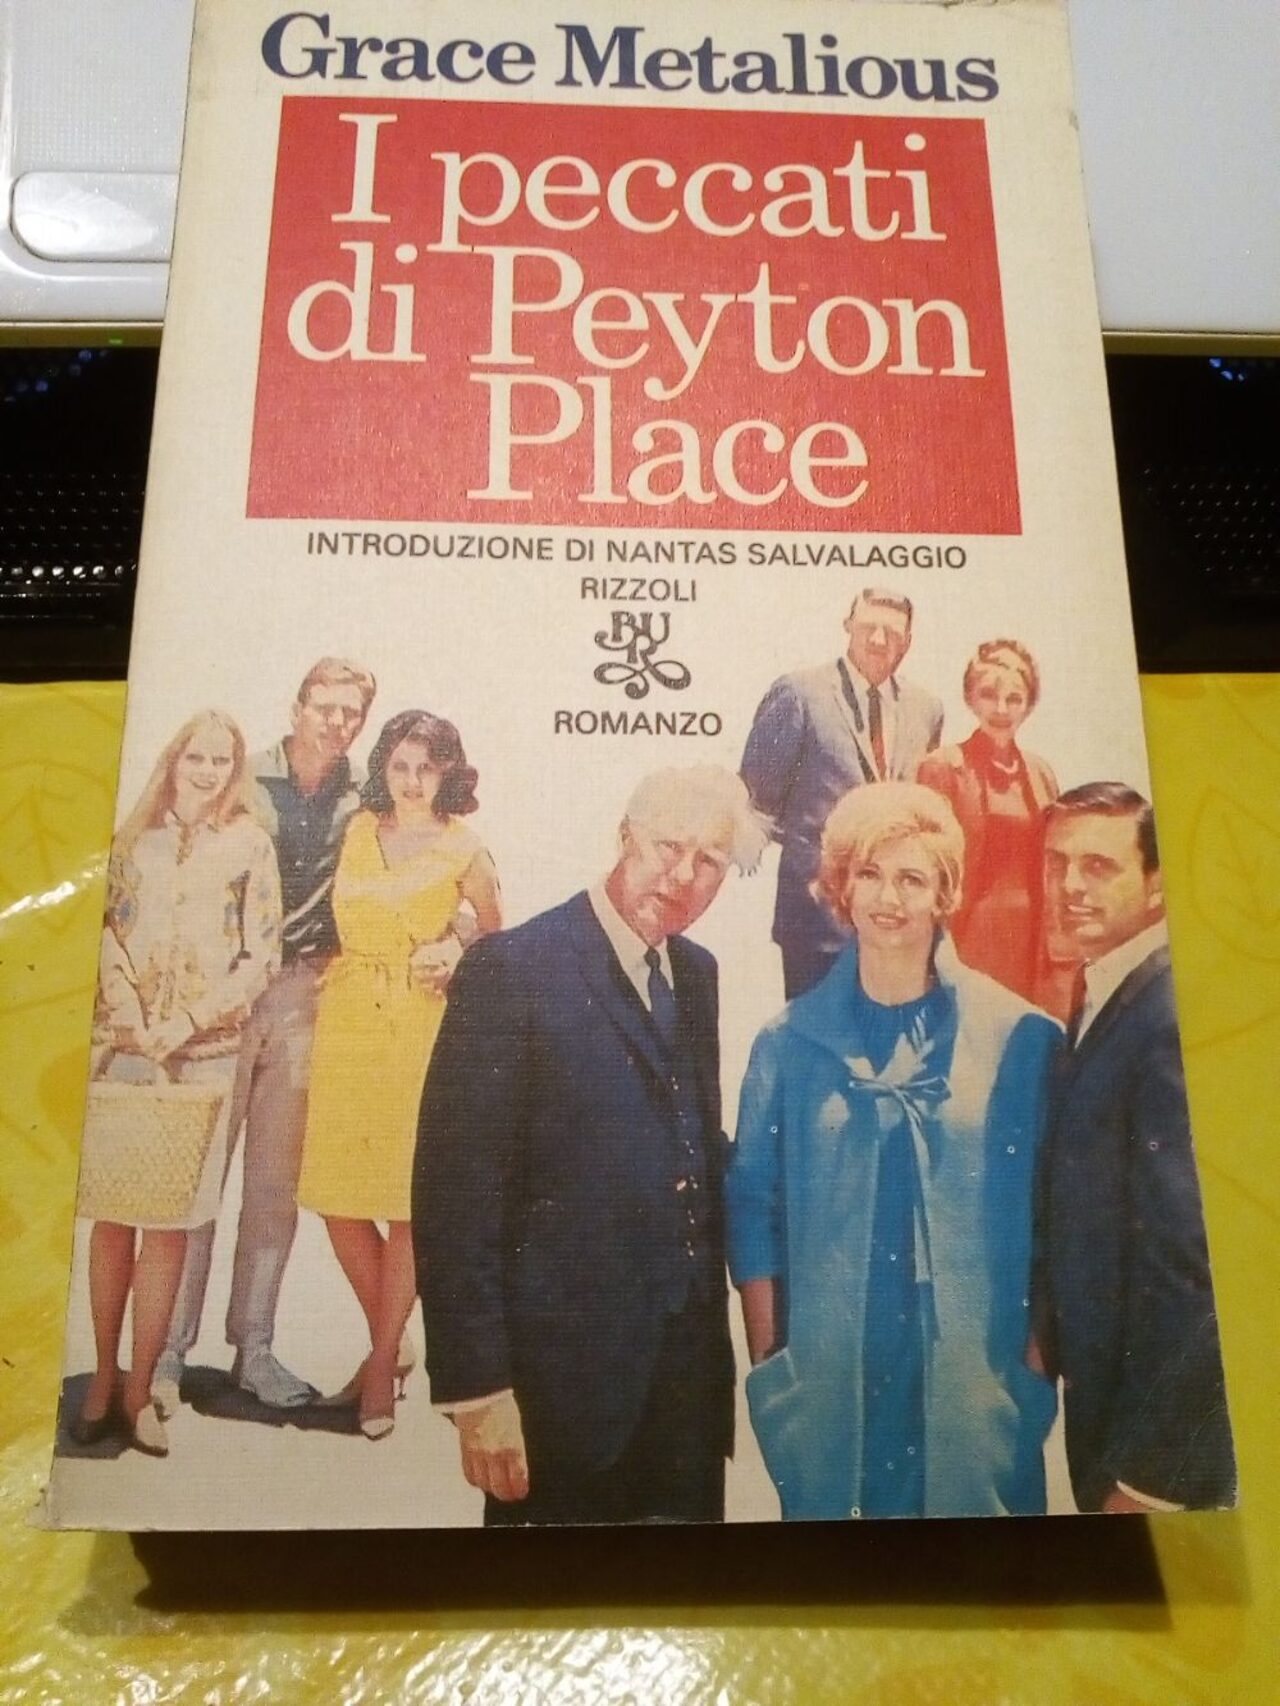 Grace Metalious
I peccati
di Peyton
Place
INTRODUZIONE DI NANTAS SALVALAGGIO
RIZZOLI
BUR
ROMANZO